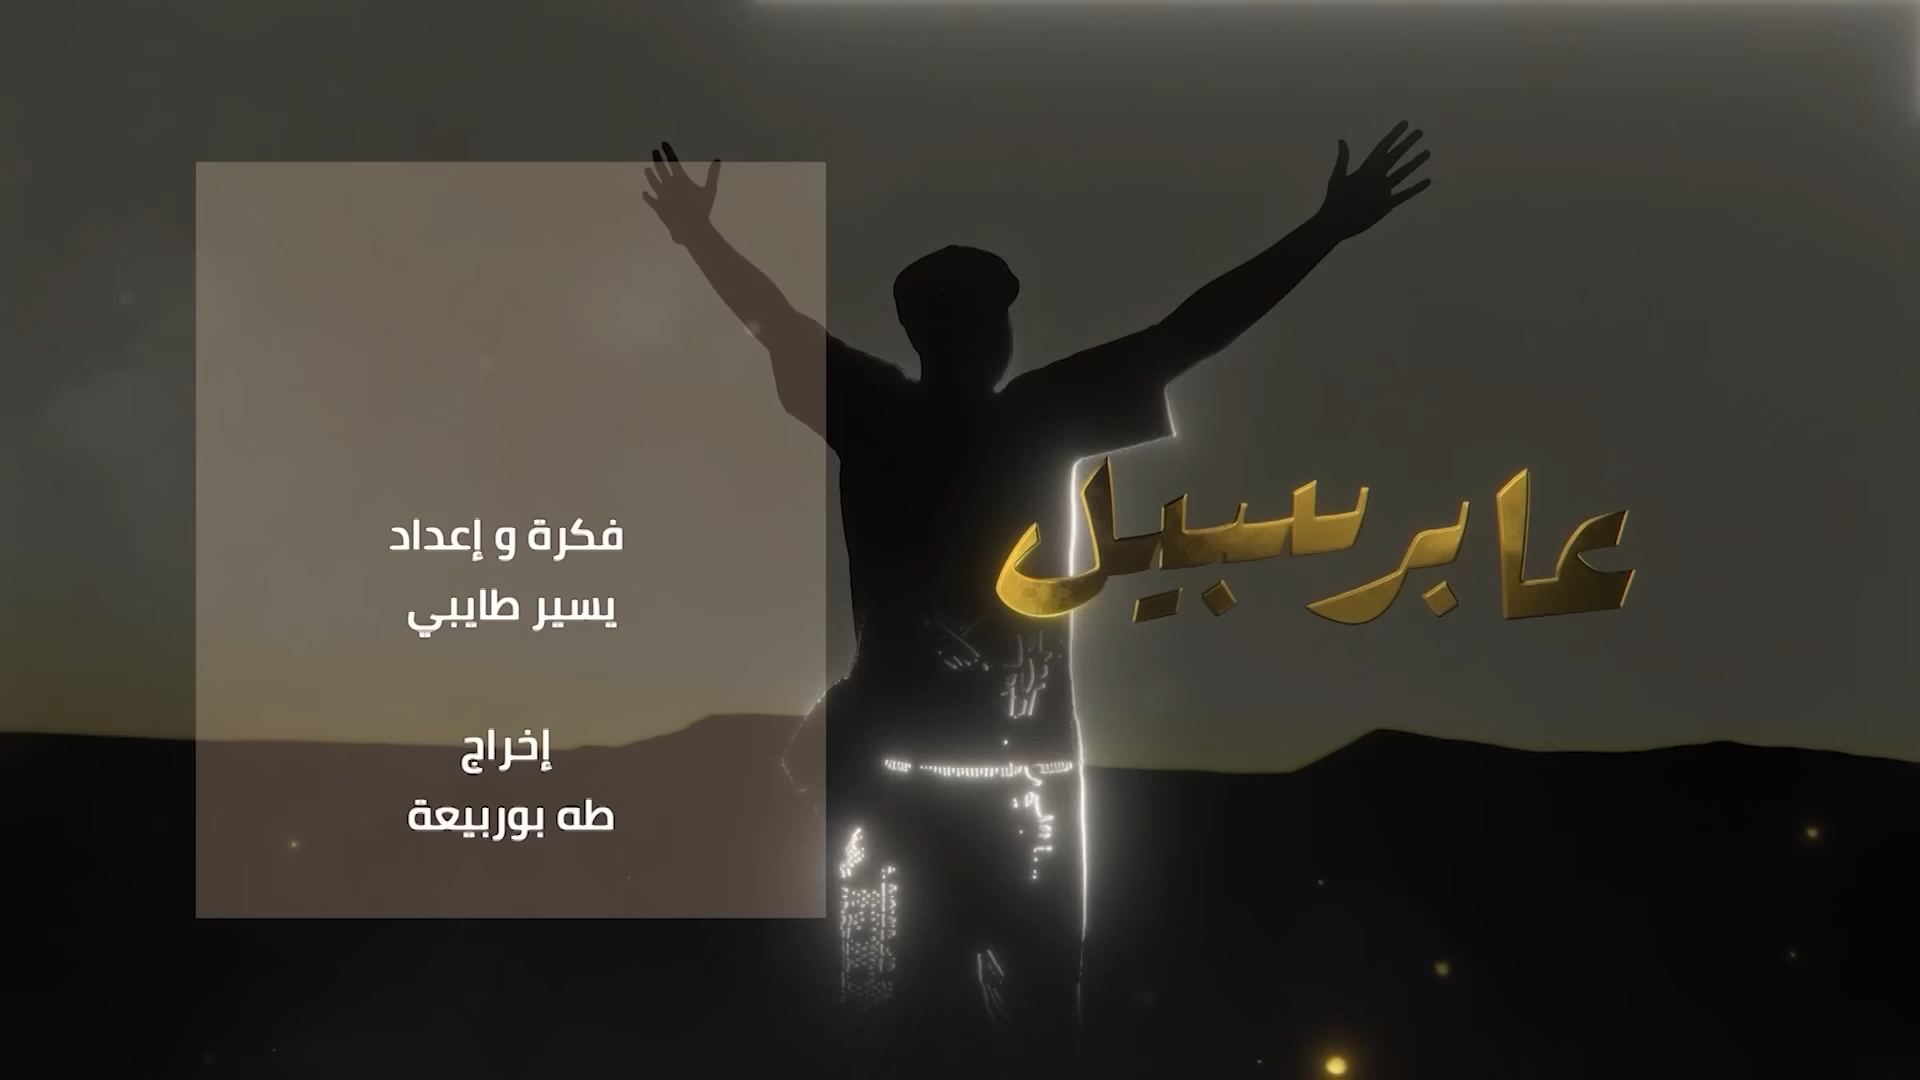 عابر سبيل
فكرة و إعداد
يسير طايبي
إخراج
طه بوربيعة